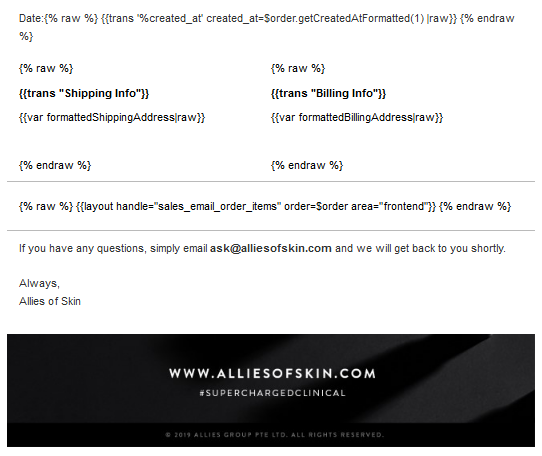 Date:{% raw %} {{trans '%created_at' created_at=$order.getCreatedAtFormatted(1) |raw}} {% endraw
%}
{% raw %}
{{trans "Shipping Info"}}
{{var formattedShippingAddress|raw}}
{% endraw %}
{% raw %}
{{trans "Billing Info"}}
{{var formattedBillingAddress|raw}}
{% endraw %}
{% raw %} {{layout handle="sales_email_order_items" order=$order area="frontend"}} {% endraw %}
If you have any questions, simply email ask@alliesofskin.com and we will get back to you shortly.
Always,
Allies of Skin
WWW.ALLIESOFSKIN.COM
#SUPERCHARGEDCLINICAL
© 2019 ALLIES GROUP PTE LTD. ALL RIGHTS RESERVED.